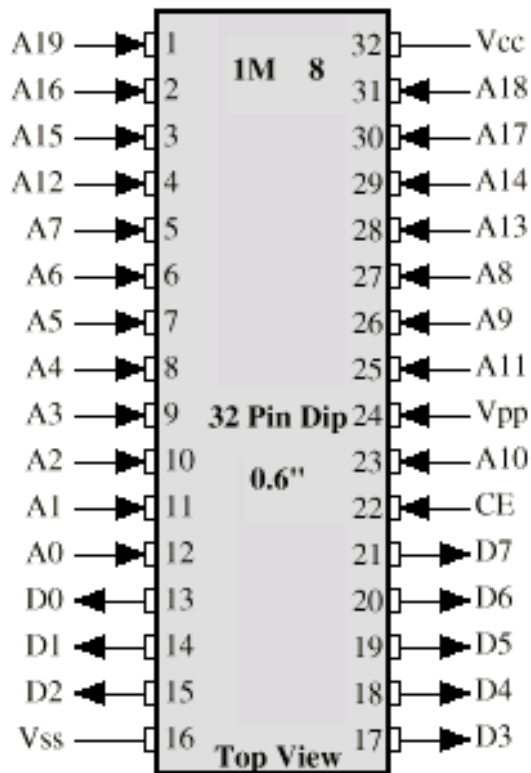 A19 1 32 Vcc
1M 8
A16 2 31 A18
A15 3 30 A17
A12 4 29 A14
A7 5 28 A13
A6 6 27 A8
A5 7 26 A9
A4 8 25 A11
A3 9 32 Pin Dip 24 Vpp
A2 10 23 A10
0.6"
A1 11 22 CE
A0 12 21 D7
D0 13 20 D6
D1 14 19 D5
D2 15 18 D4
Vss 16 17 D3
Top View